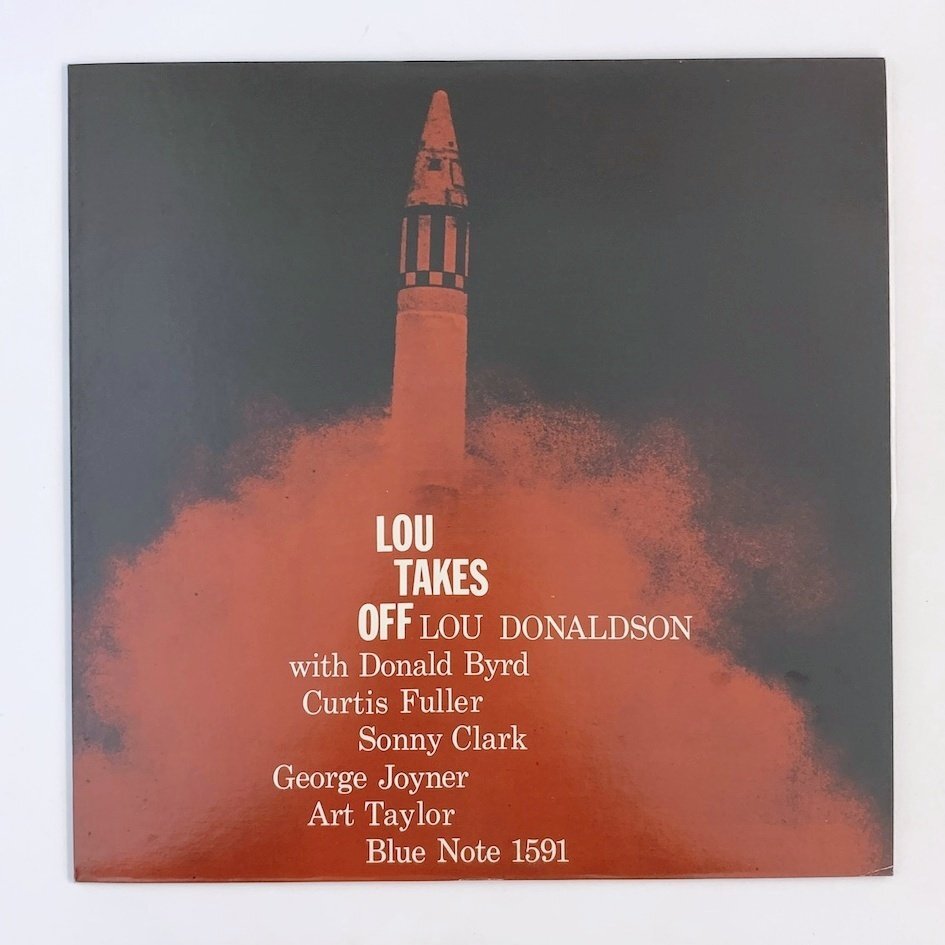 LOU
TAKES
OFF LOU DONALDSON
with Donald Byrd
Curtis Fuller
Sonny Clark
George Joyner
Art Taylor
Blue Note 1591